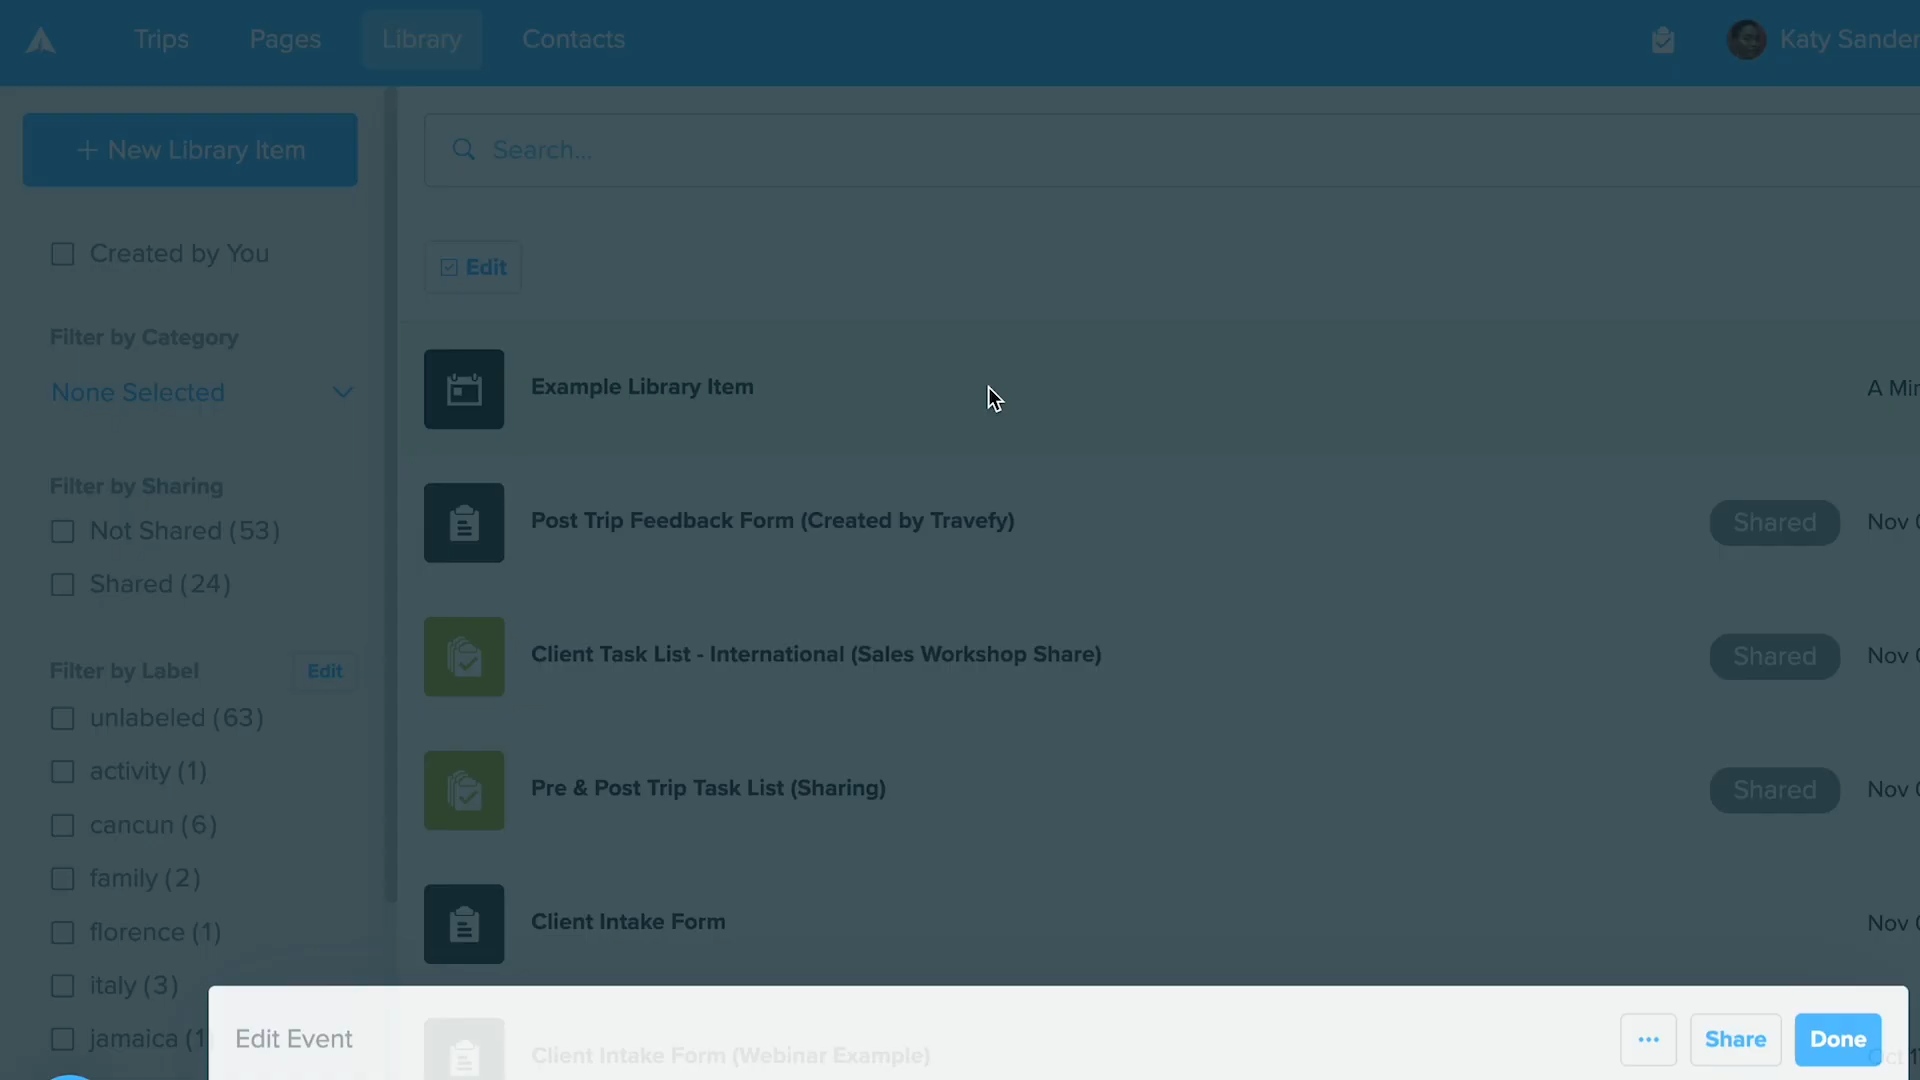 Trips
Pages
Library
Contacts
Katy Sander
+ New Library Item
Search...
Created by You
Edit
Filter by Category
None Selected
Example Library Item
A Min
Filter by Sharing
Not Shared (53)
Post Trip Feedback Form (Created by Travefy)
Shared
Nov
Shared (24)
Filter by Label
Edit
Client Task List - International (Sales Workshop Share)
Shared
Nov
unlabeled (63)
activity (1)
Pre & Post Trip Task List (Sharing)
Shared
Nov
cancun (6)
family (2)
Client Intake Form
Nov
florence (1)
italy (3)
jamaica (1
Edit Event
Share
Done
Client Intake Form (Webinar Example)